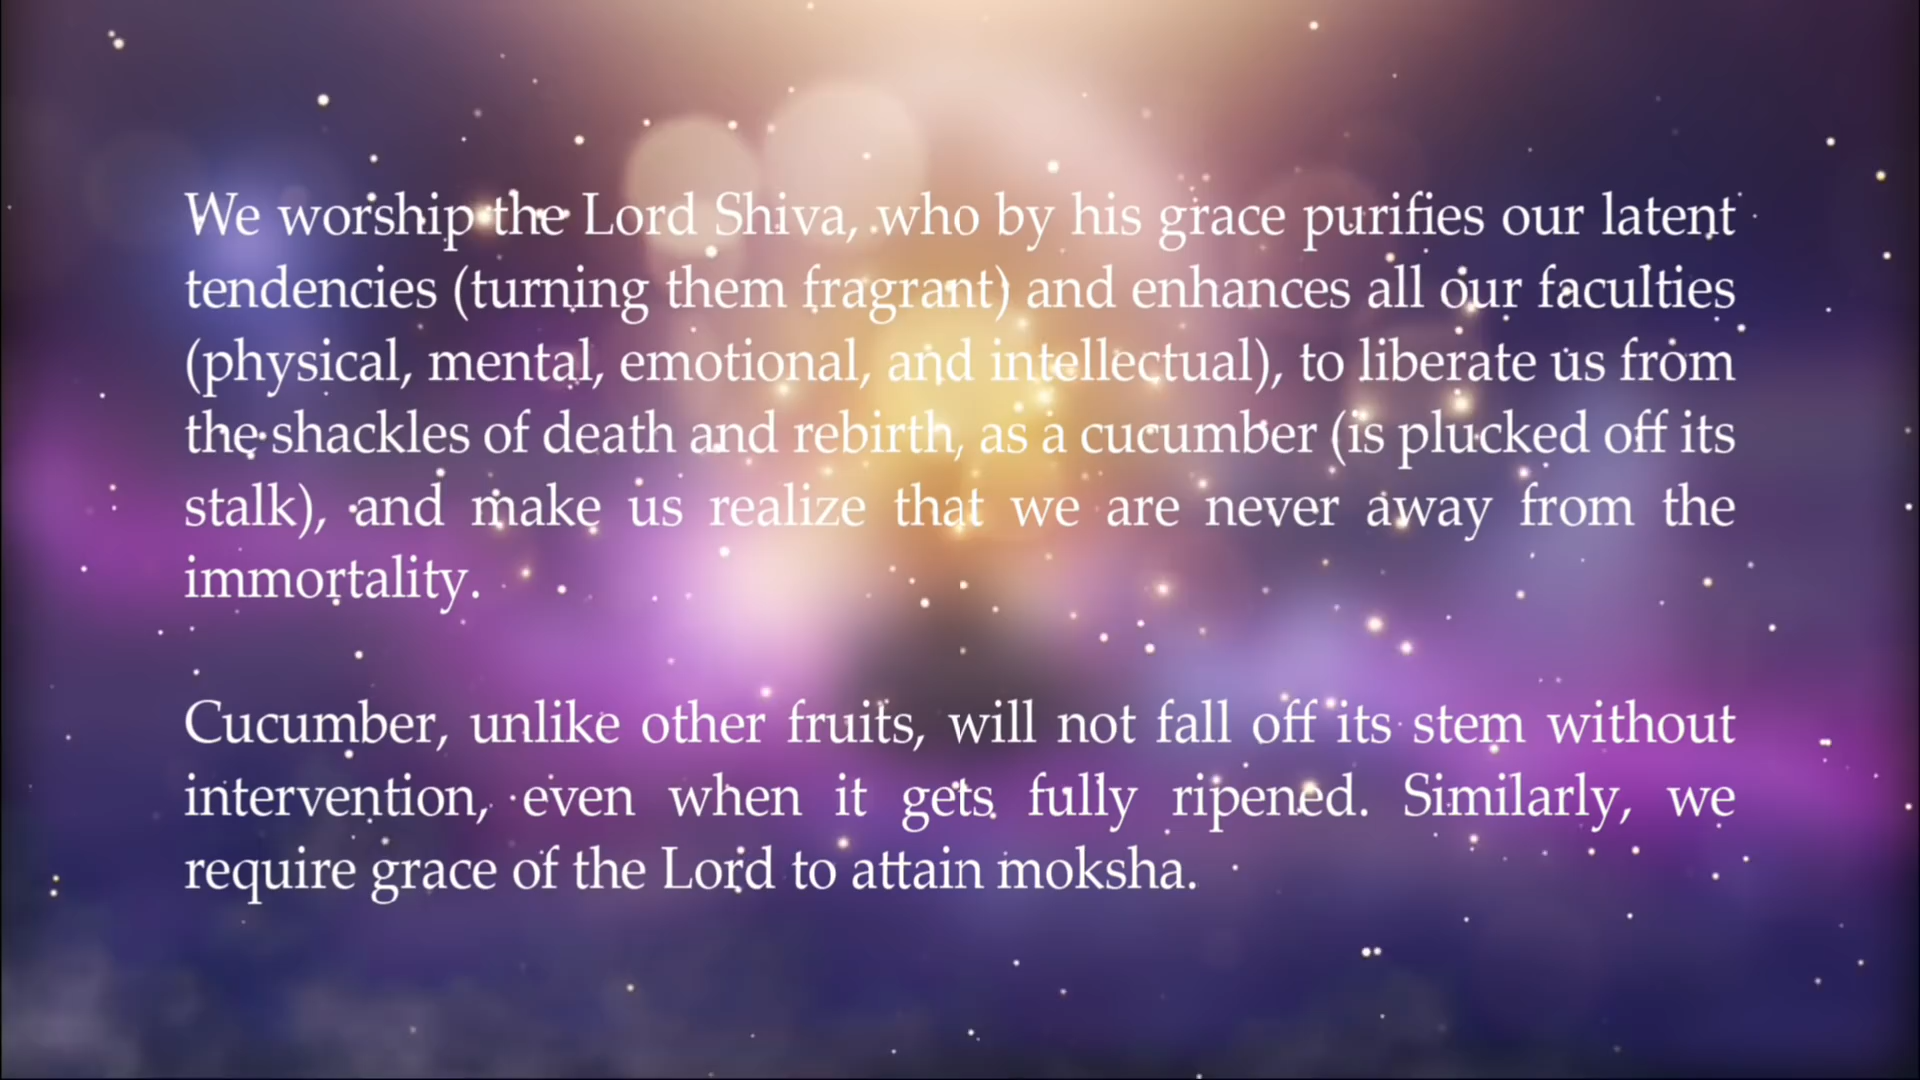 We worship the Lord Shiva, who by his grace purifies our latent
tendencies (turning them fragrant) and enhances all our faculties
(physical, mental, emotional, and intellectual), to liberate us from
the shackles of death and rebirth, as a cucumber (is plucked off its
stalk), and make us realize that we are never away from the
immortality.
Cucumber, unlike other fruits, will not fall off its stem without
intervention, even when it gets fully ripened. Similarly, we
require grace of the Lord to attain moksha.